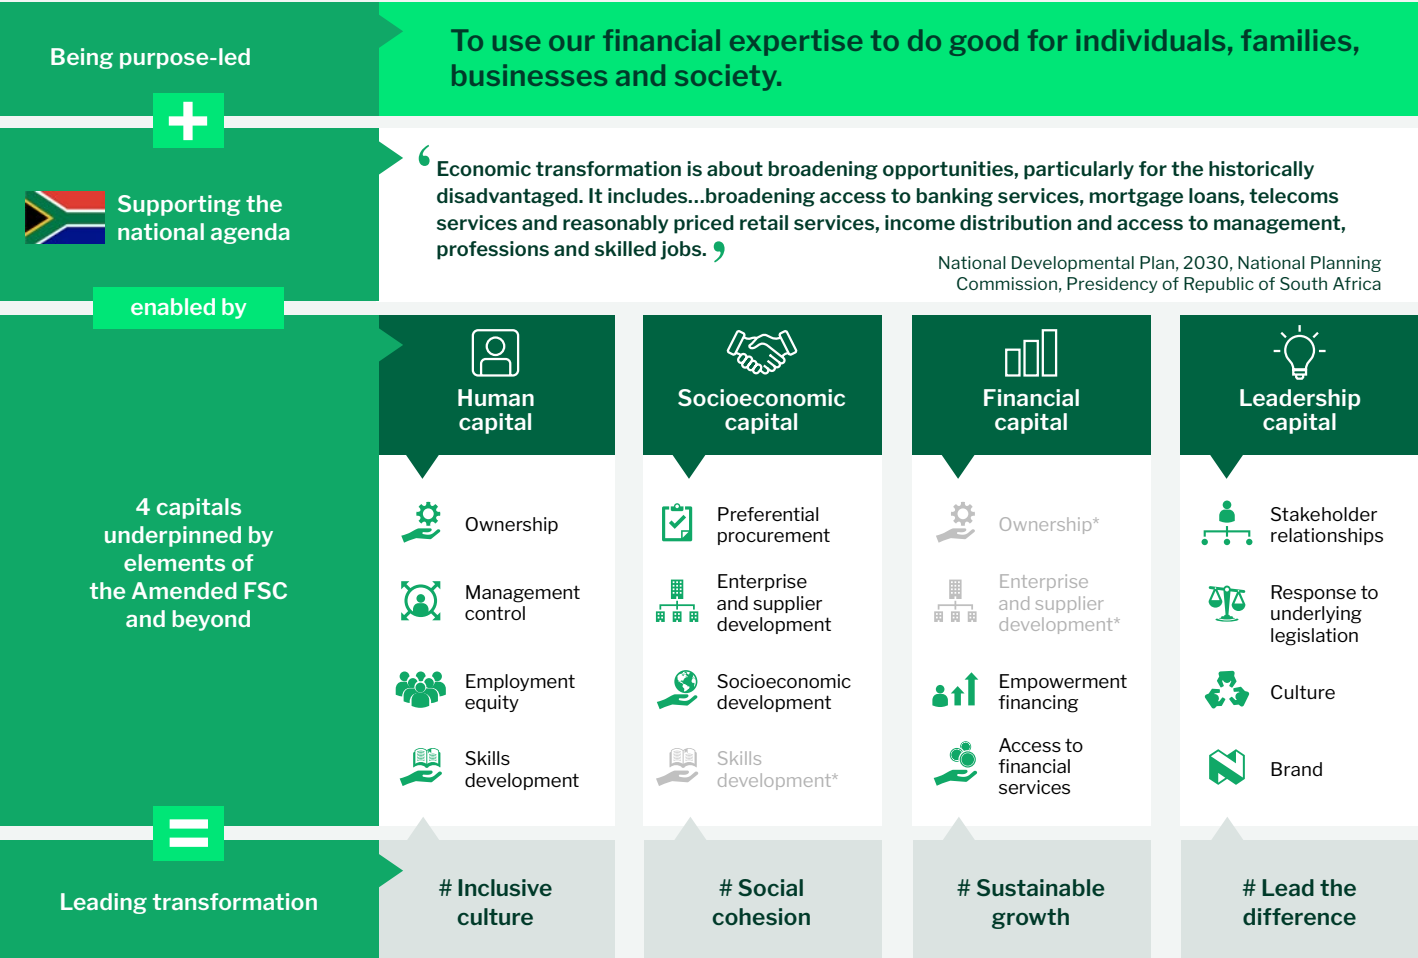 Being purpose-led
To use our financial expertise to do good for individuals, families,
businesses and society.
Supporting the
national agenda
‘Economic transformation is about broadening opportunities, particularly for the historically
disadvantaged. It includes...broadening access to banking services, mortgage loans, telecoms
services and reasonably priced retail services, income distribution and access to management,
professions and skilled jobs.’
National Developmental Plan, 2030, National Planning
Commission, Presidency of Republic of South Africa
enabled by
4 capitals
underpinned by
elements of
the Amended FSC
and beyond
Human
capital
Ownership
Management
control
Employment
equity
Skills
development
Socioeconomic
capital
Preferential
procurement
Enterprise
and supplier
development
Socioeconomic
development
Skills
development*
Financial
capital
Ownership*
Enterprise
and supplier
development*
Empowerment
financing
Access to
financial
services
Leadership
capital
Stakeholder
relationships
Response to
underlying
legislation
Culture
Brand
Leading transformation
# Inclusive
culture
# Social
cohesion
# Sustainable
growth
# Lead the
difference